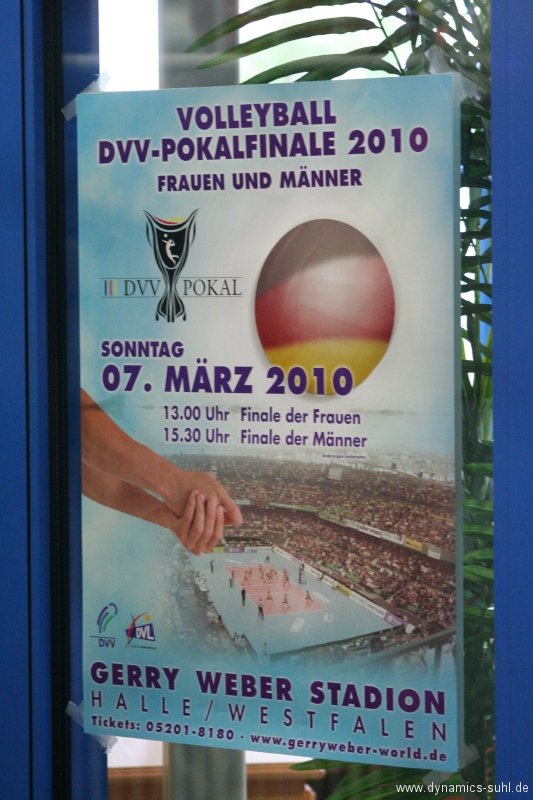 VOLLEYBALL
DVV-POKALFINALE 2010
FRAUEN UND MÄNNER
DVV POKAL
SONNTAG
07. MÄRZ 2010
13.00 Uhr Finale der Frauen
15.30 Uhr Finale der Männer
Änderungen vorbehalten
DVV
DVL
GERRY WEBER STADION
HALLE/WESTFALEN
Tickets: 05201-8180 · www.gerryweber-world.de
www.dynamics-suhl.de